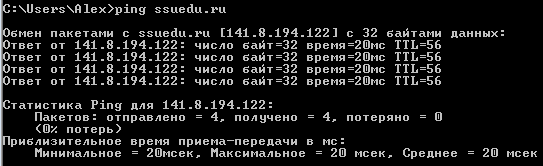 C:\Users\Alex>ping ssuedu.ru
Обмен пакетами с ssuedu.ru [141.8.194.122] с 32 байтами данных:
Ответ от 141.8.194.122: число байт=32 время=20мс TTL=56
Ответ от 141.8.194.122: число байт=32 время=20мс TTL=56
Ответ от 141.8.194.122: число байт=32 время=20мс TTL=56
Ответ от 141.8.194.122: число байт=32 время=20мс TTL=56
Статистика Ping для 141.8.194.122:
Пакетов: отправлено = 4, получено = 4, потеряно = 0
(0% потерь)
Приблизительное время приема-передачи в мс:
Минимальное = 20мсек, Максимальное = 20 мсек, Среднее = 20 мсек